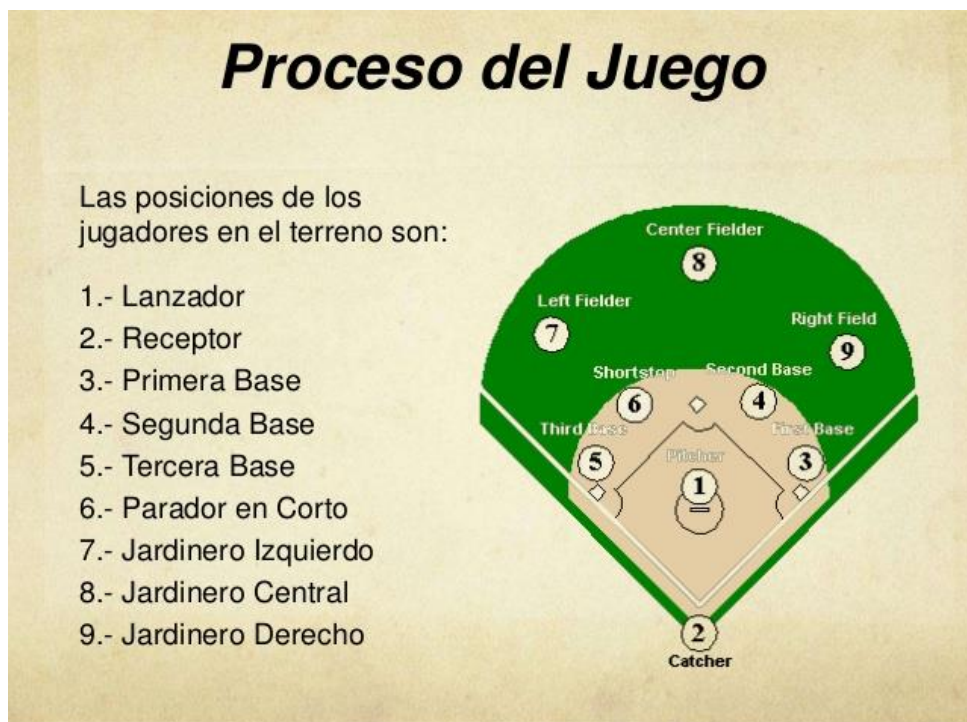 Proceso del Juego
Las posiciones de los
jugadores en el terreno son:
1.- Lanzador
2.- Receptor
3.- Primera Base
4.- Segunda Base
5.- Tercera Base
6.- Parador en Corto
7.- Jardinero Izquierdo
8.- Jardinero Central
9.- Jardinero Derecho
Center Fielder
8
Left Fielder
7
Right Field
9
Shortstop
6
Second Base
4
Third Base
5
First Base
3
Pitcher
1
2
Catcher